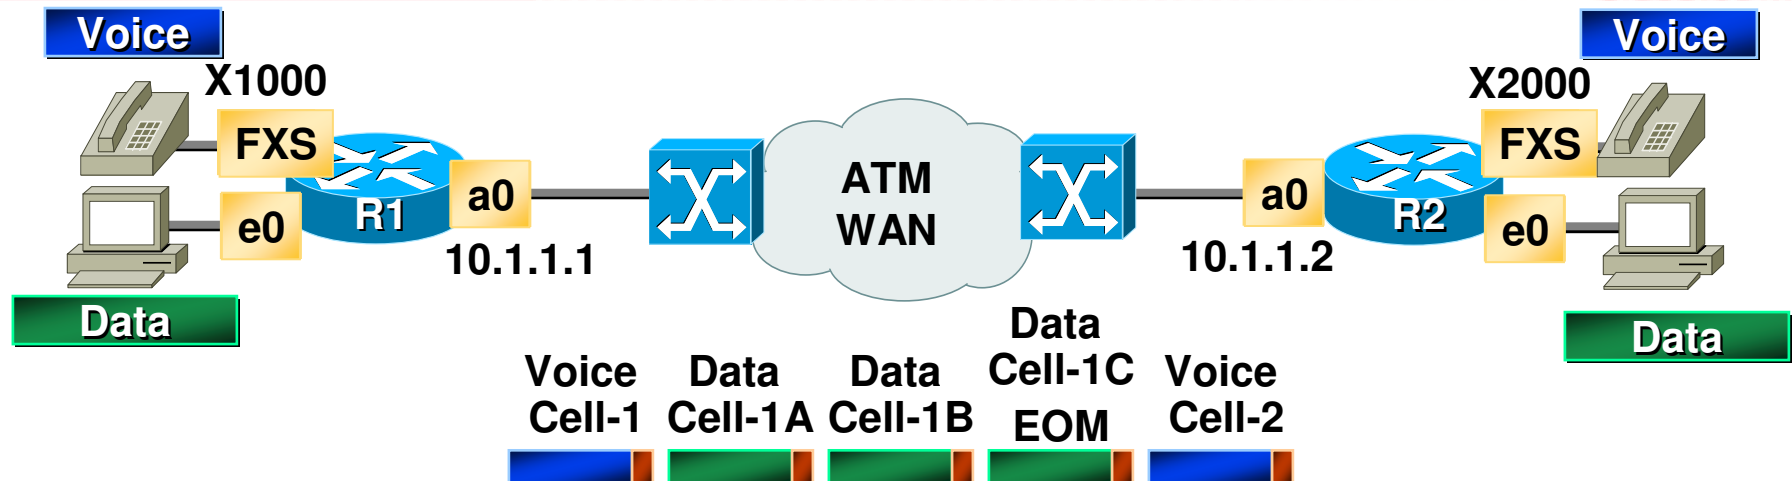 Voice
Voice
X1000
X2000
FXS
FXS
ATM
WAN
a0
a0
R1
R2
e0
e0
10.1.1.1
10.1.1.2
Data
Data
Voice
Cell-1
Data
Cell-1A
Data
Cell-1B
Data
Cell-1C
EOM
Voice
Cell-2